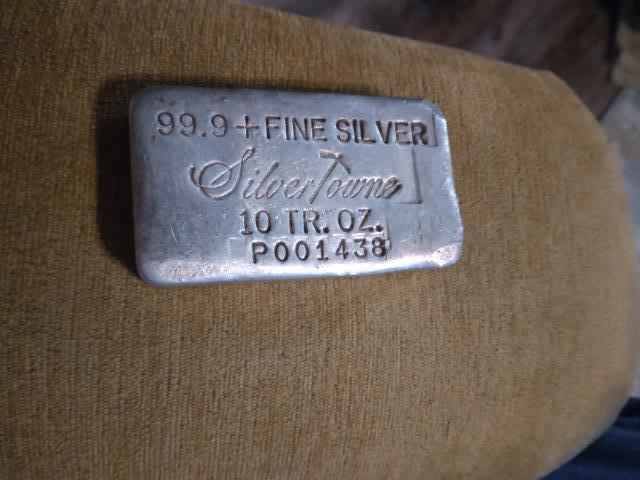 99.9+FINE SILVER
SilverTowne
10 TR. OZ.
P001438